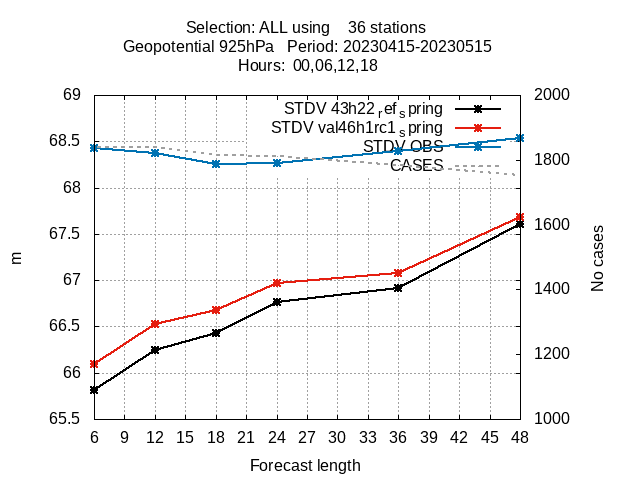 Selection: ALL using    36 stations
Geopotential 925hPa   Period: 20230415-20230515
Hours:  00,06,12,18
69
68.5
68
67.5
67
66.5
66
65.5
2000
1800
1600
1400
1200
1000
STDV 43h22ref spring
STDV val46h1rc1spring
STDV OBS
CASES
m
No cases
6 9 12 15 18 21 24 27 30 33 36 39 42 45 48
Forecast length